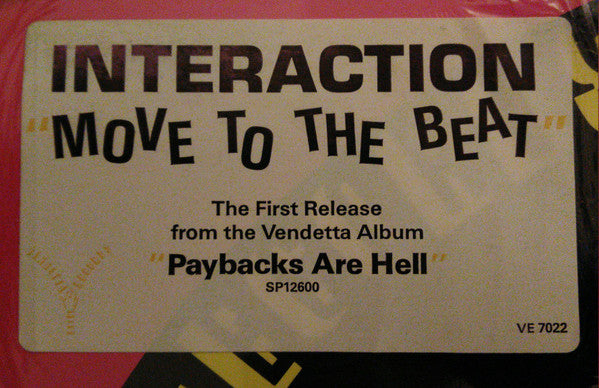 INTERACTION
"MOVE TO THE BEAT"
The First Release
from the Vendetta Album
"Paybacks Are Hell"
SP12600
VE 7022